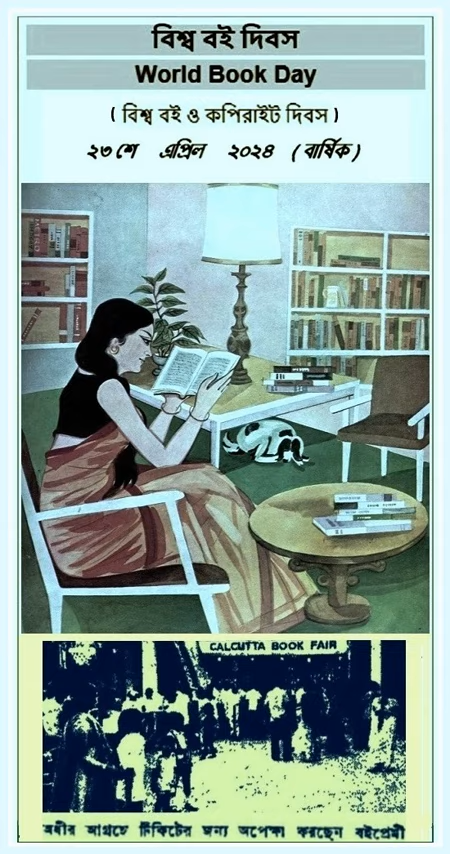 বিশ্ব বই দিবস
World Book Day
( বিশ্ব বই ও কপিরাইট দিবস )
২৩ শে এপ্রিল ২০২৪ (বার্ষিক)
CALCUTTA BOOK FAIR
অধীর আগ্রহে টিকিটের জন্য অপেক্ষা করছেন বইপ্রেমী